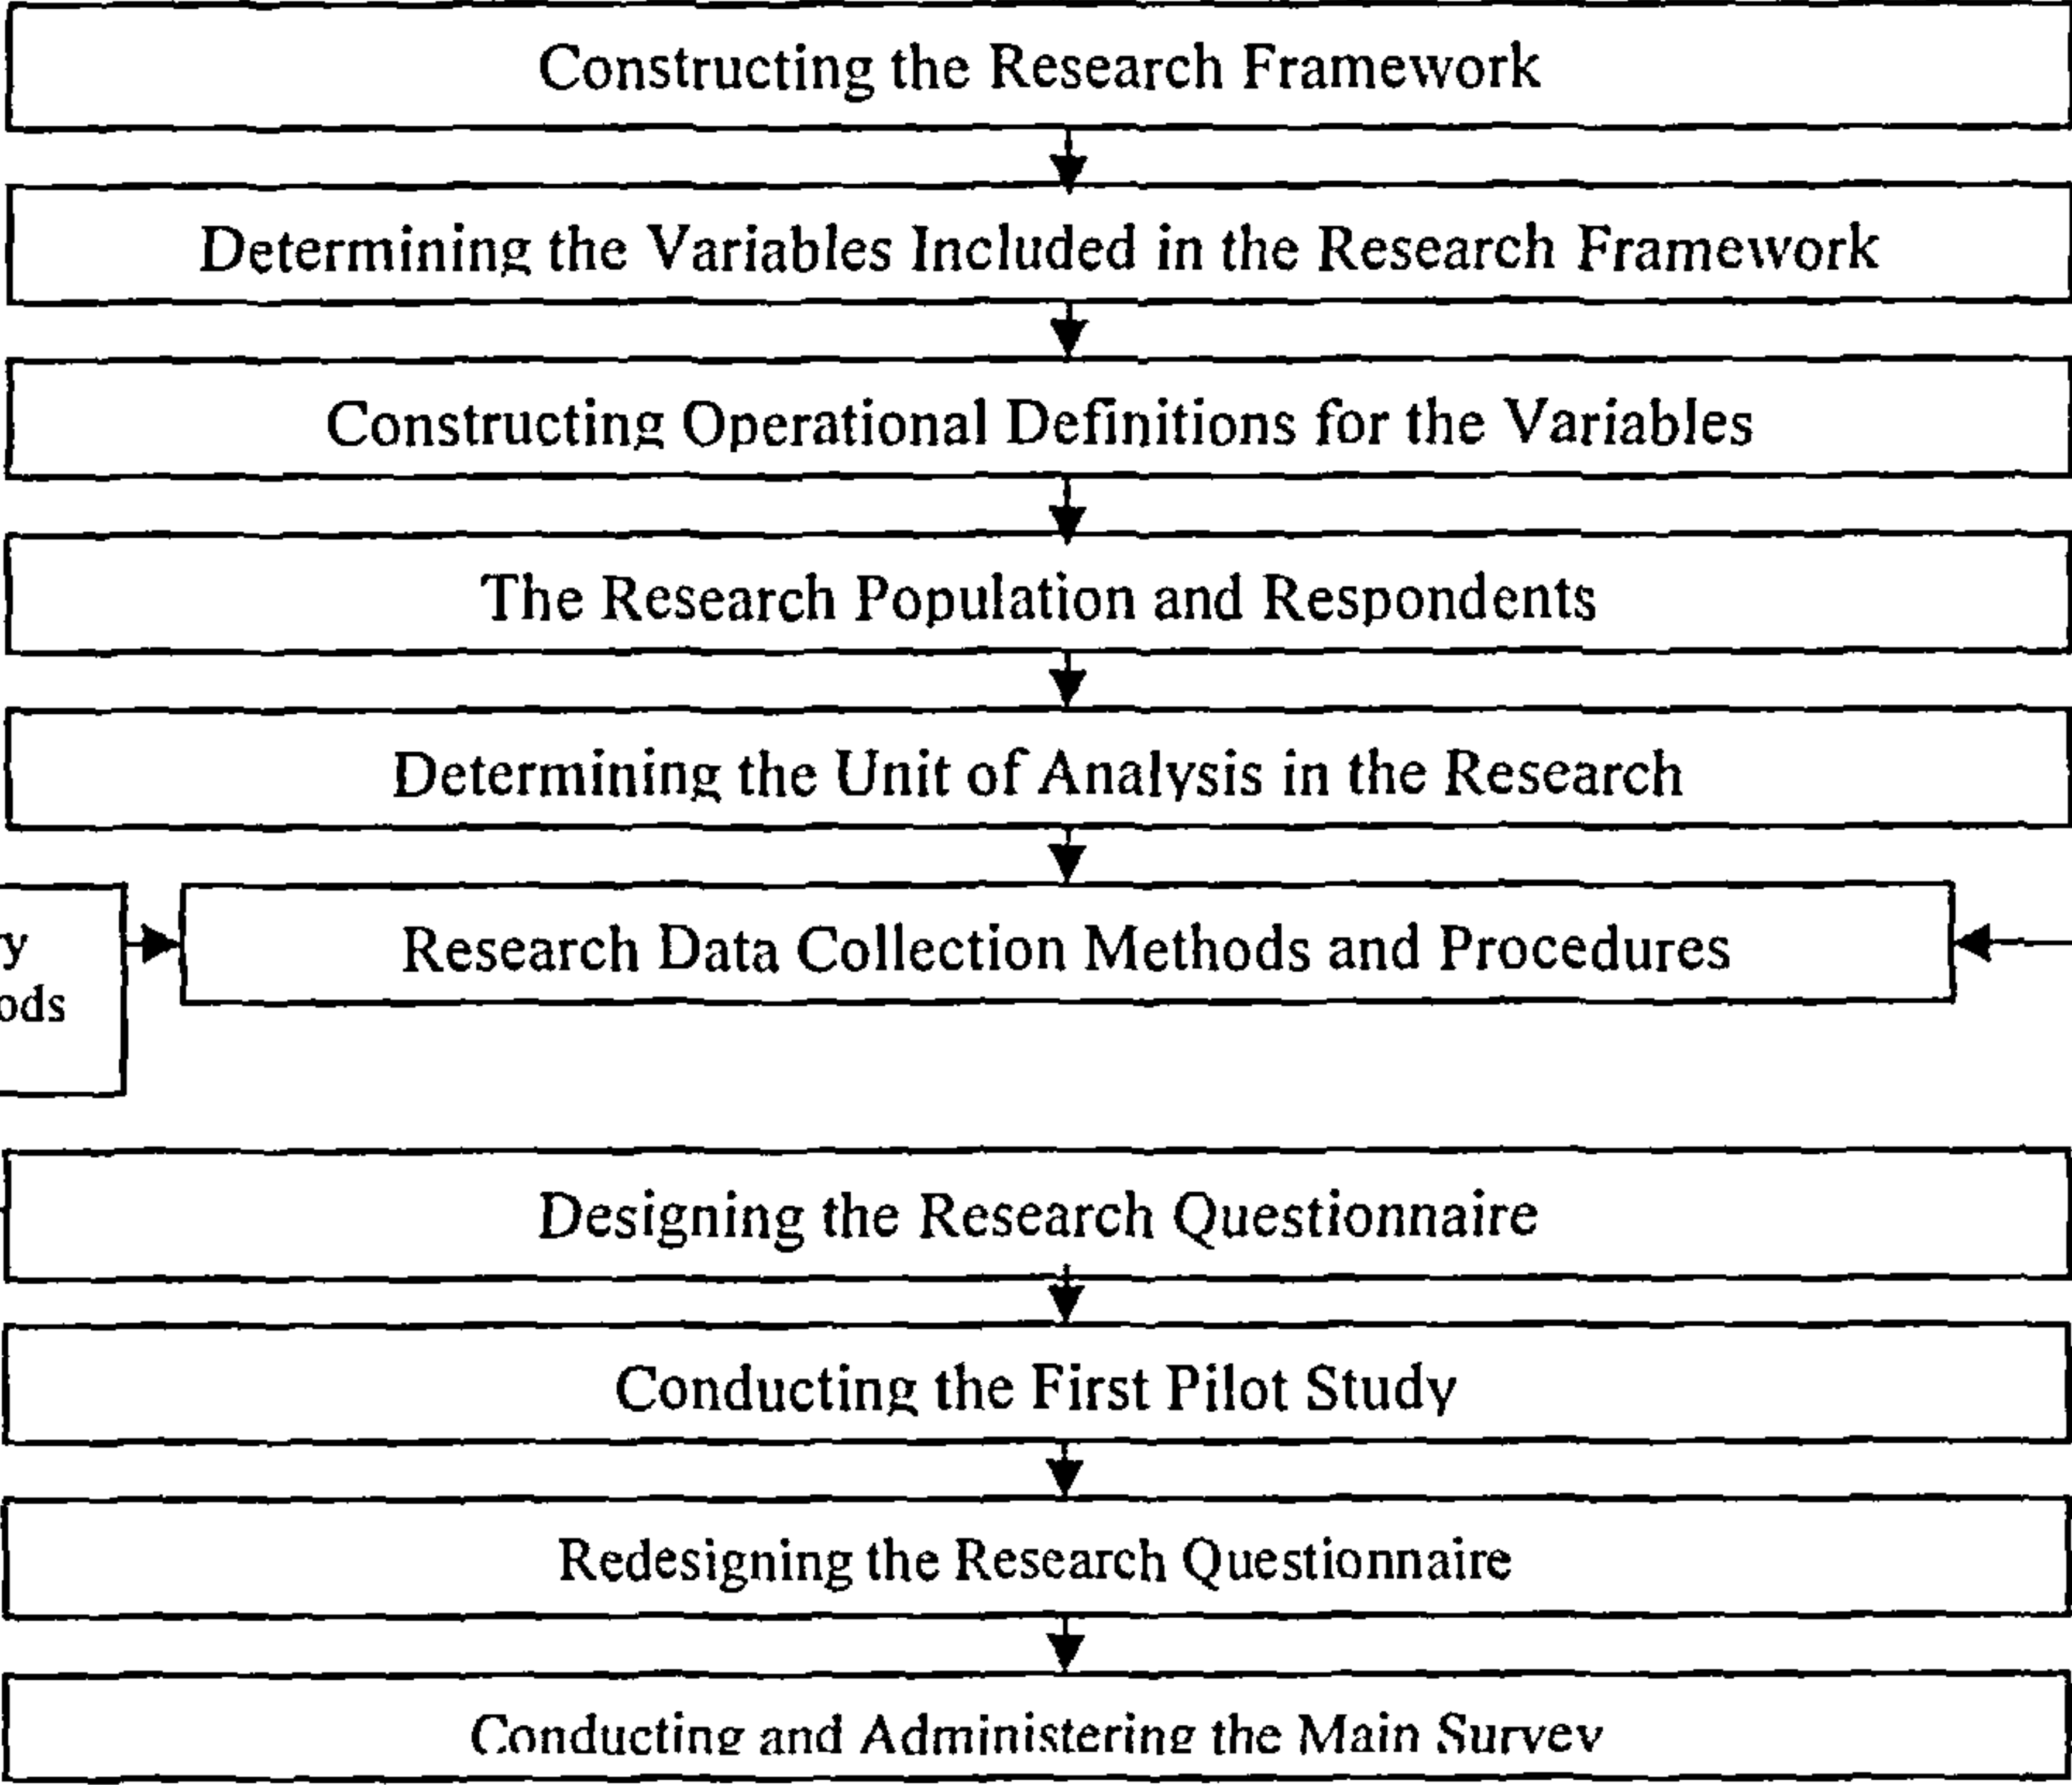 Constructing the Research Framework
Determining the Variables Included in the Research Framework
Constructing Operational Definitions for the Variables
The Research Population and Respondents
Determining the Unit of Analysis in the Research
Research Data Collection Methods and Procedures
Designing the Research Questionnaire
Conducting the First Pilot Study
Redesigning the Research Questionnaire
Conducting and Administering the Main Survey